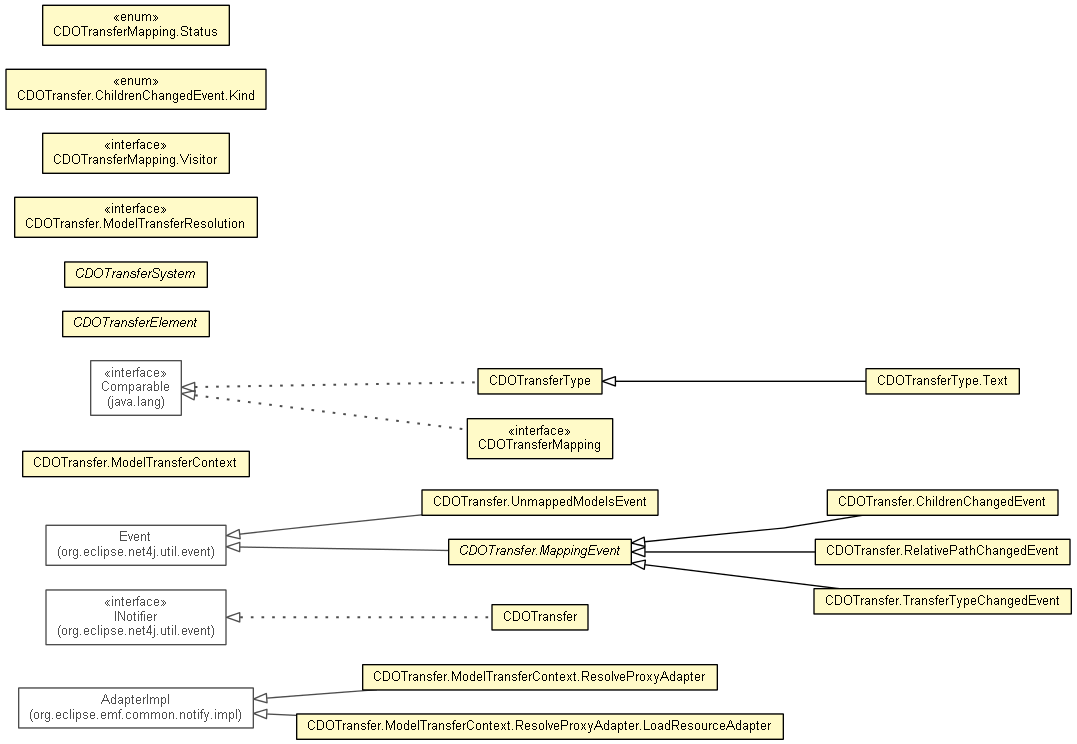 «enum»
CDOTransferMapping.Status
«enum»
CDOTransfer.ChildrenChangedEvent.Kind
«interface»
CDOTransferMapping.Visitor
«interface»
CDOTransfer.ModelTransferResolution
CDOTransferSystem
CDOTransferElement
«interface»
Comparable
(java.lang)
CDOTransferType
CDOTransferType.Text
«interface»
CDOTransferMapping
CDOTransfer.ModelTransferContext
CDOTransfer.UnmappedModelsEvent
CDOTransfer.ChildrenChangedEvent
Event
(org.eclipse.net4j.util.event)
CDOTransfer.MappingEvent
CDOTransfer.RelativePathChangedEvent
CDOTransfer.TransferTypeChangedEvent
«interface»
INotifier
(org.eclipse.net4j.util.event)
CDOTransfer
CDOTransfer.ModelTransferContext.ResolveProxyAdapter
AdapterImpl
(org.eclipse.emf.common.notify.impl)
CDOTransfer.ModelTransferContext.ResolveProxyAdapter.LoadResourceAdapter